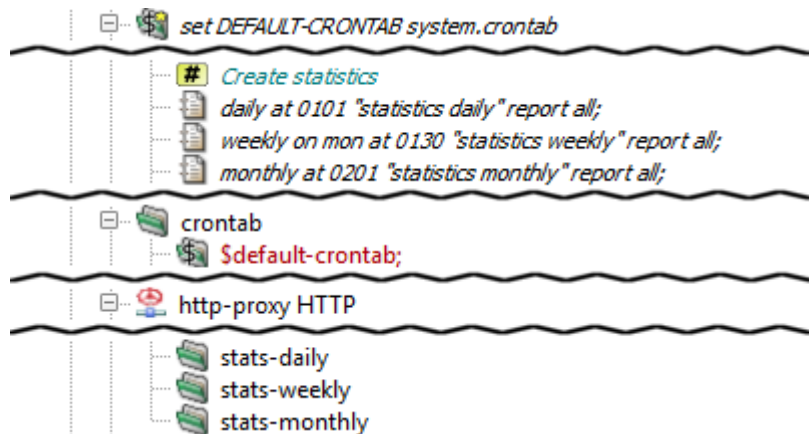 set DEFAULT-CRONTAB system.crontab
# Create statistics
daily at 0101 "statistics daily" report all;
weekly on mon at 0130 "statistics weekly" report all;
monthly at 0201 "statistics monthly" report all;
crontab
$default-crontab;
http-proxy HTTP
stats-daily
stats-weekly
stats-monthly